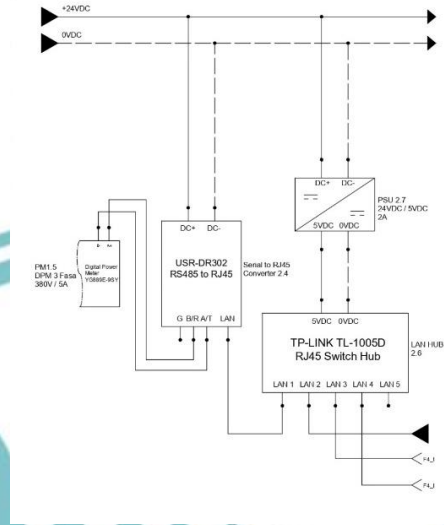 +24VDC
0VDC
DC+ DC-
PSU 2.7
24VDC / 5VDC
2A
5VDC 0VDC
DC+ DC-
USR-DR302
RS485 to RJ45
Serial to RJ45
Converter 2.4
G B/R A/T LAN
PM1.5
DPM 3 Fasa
380V / 5A
Digital Power
Meter
YG889E-9SY
5VDC 0VDC
TP-LINK TL-1005D
RJ45 Switch Hub
LAN HUB
2.6
LAN 1 LAN 2 LAN 3 LAN 4 LAN 5